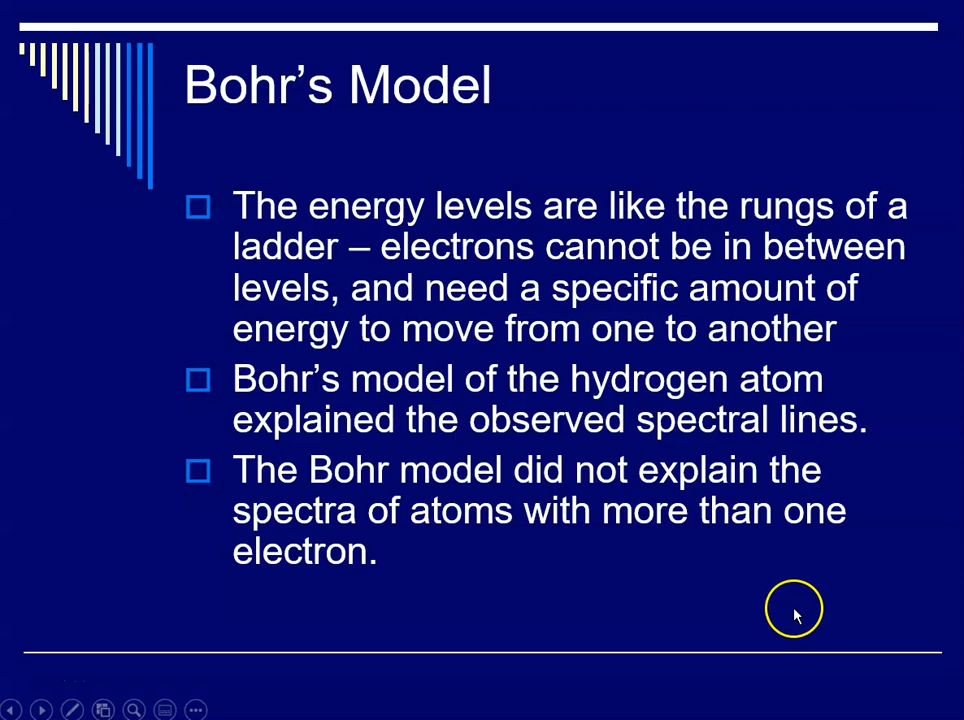 Bohr’s Model
The energy levels are like the rungs of a
ladder – electrons cannot be in between
levels, and need a specific amount of
energy to move from one to another
Bohr’s model of the hydrogen atom
explained the observed spectral lines.
The Bohr model did not explain the
spectra of atoms with more than one
electron.